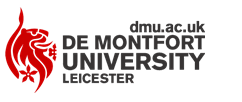 dmu.ac.uk
DE MONTFORT
UNIVERSITY
LEICESTER